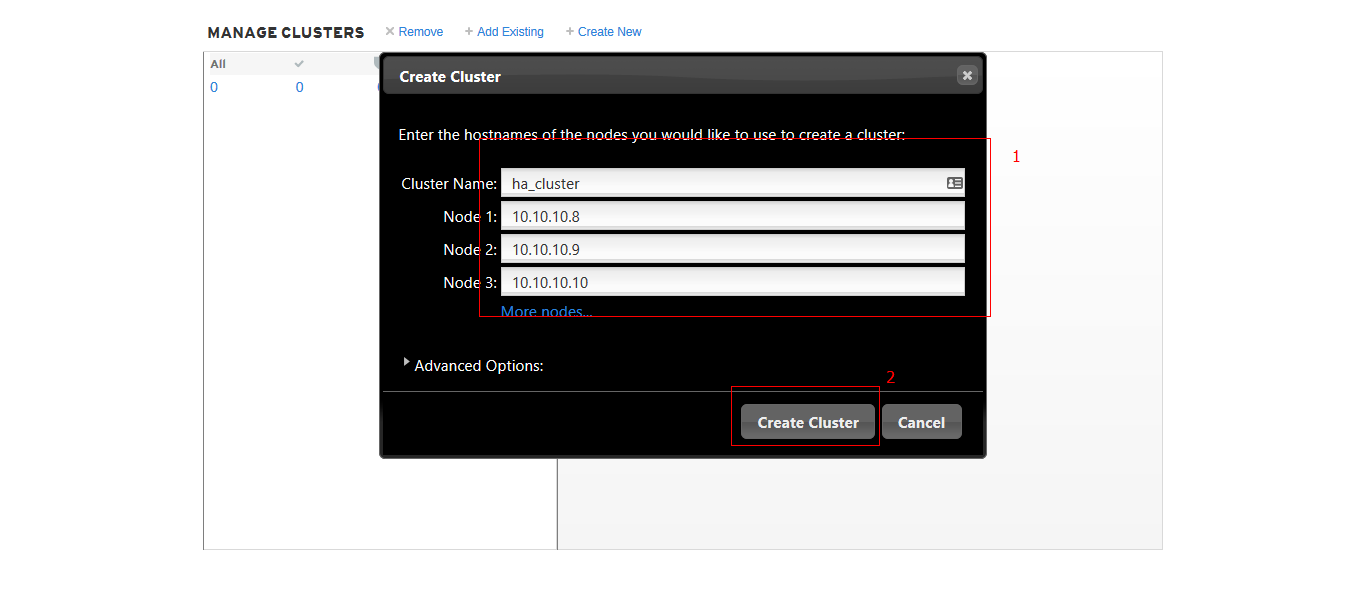 MANAGE CLUSTERS Remove Add Existing Create New
All
0 0
Create Cluster
Enter the hostnames of the nodes you would like to use to create a cluster:
1
Cluster Name: ha_cluster
Node 1: 10.10.10.8
Node 2: 10.10.10.9
Node 3: 10.10.10.10
More nodes...
Advanced Options:
2
Create Cluster Cancel